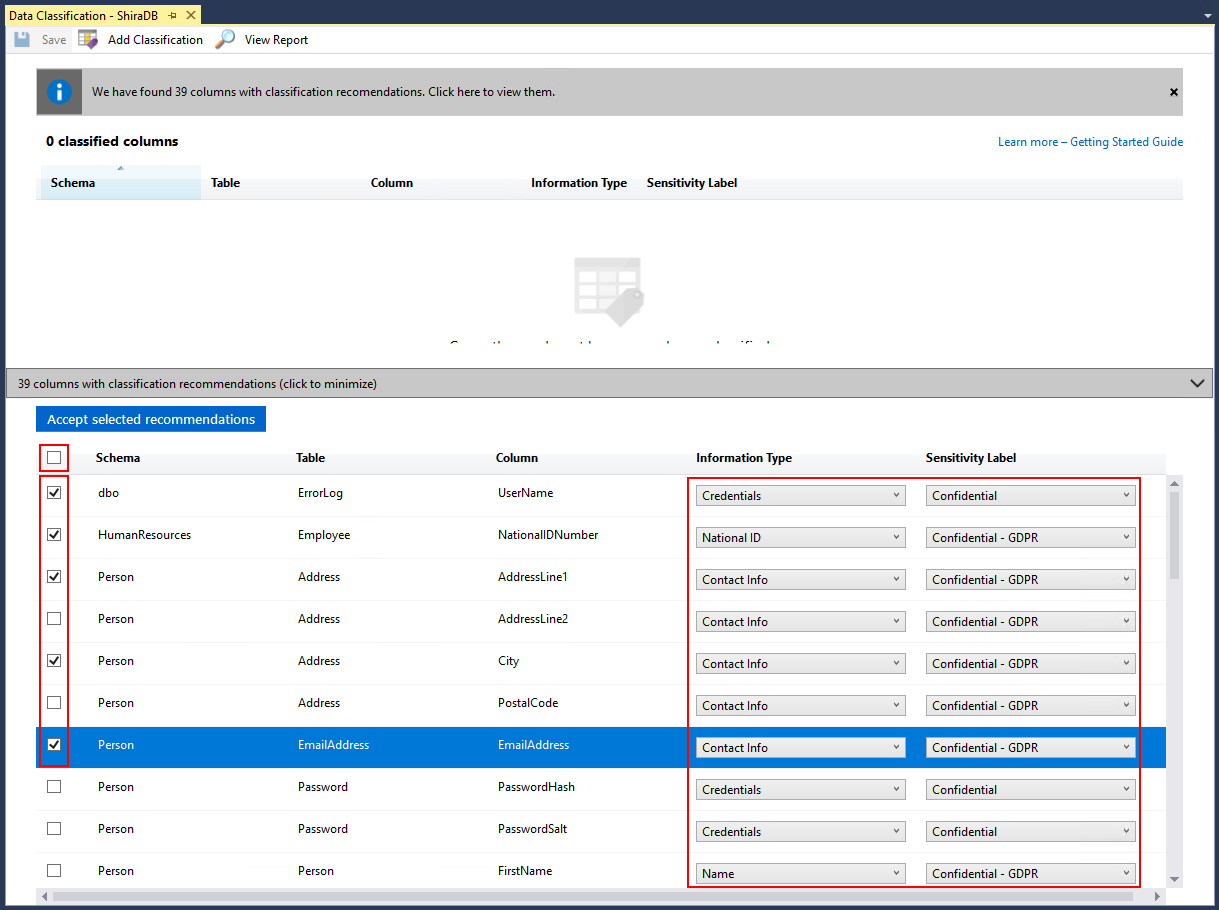 Data Classification - ShiraDB
Save Add Classification View Report
We have found 39 columns with classification recomendations. Click here to view them.
0 classified columns Learn more – Getting Started Guide
Schema Table Column Information Type Sensitivity Label
39 columns with classification recommendations (click to minimize)
Accept selected recommendations
Schema Table Column Information Type Sensitivity Label
dbo ErrorLog UserName Credentials Confidential
HumanResources Employee NationalIDNumber National ID Confidential - GDPR
Person Address AddressLine1 Contact Info Confidential - GDPR
Person Address AddressLine2 Contact Info Confidential - GDPR
Person Address City Contact Info Confidential - GDPR
Person Address PostalCode Contact Info Confidential - GDPR
Person EmailAddress EmailAddress Contact Info Confidential - GDPR
Person Password PasswordHash Credentials Confidential
Person Password PasswordSalt Credentials Confidential
Person Person FirstName Name Confidential - GDPR